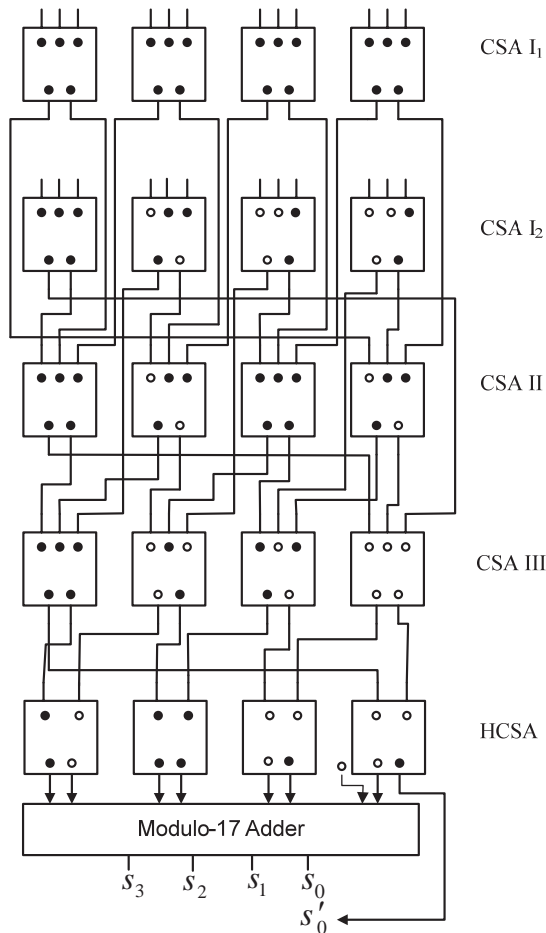 CSA I₁
CSA I₂
CSA II
CSA III
HCSA
Modulo-17 Adder
s₃ s₂ s₁ s₀
s′₀